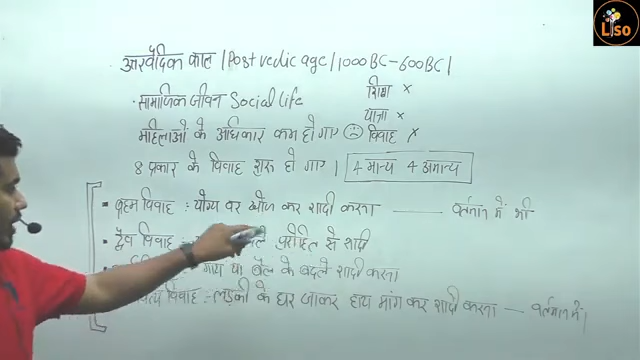 Liso
उत्तरवैदिक काल / Post vedic age / 1000 BC - 600 BC /
• सामाजिक जीवन Social life
शिक्षा ×
यात्रा ×
महिलाओं के अधिकार कम हो गए ☹ विवाह ×
8 प्रकार के विवाह शुरू हो गए | 4 मान्य 4 अमान्य
• ब्रह्म विवाह : योग्य वर खोज कर शादी करना —— वर्तमान में भी
• दैव विवाह : पुरोहित से शादी
गाय या बैल के बदले शादी करना
विवाह :- लड़की के घर जाकर हाथ मांग कर शादी करना — वर्तमान में |